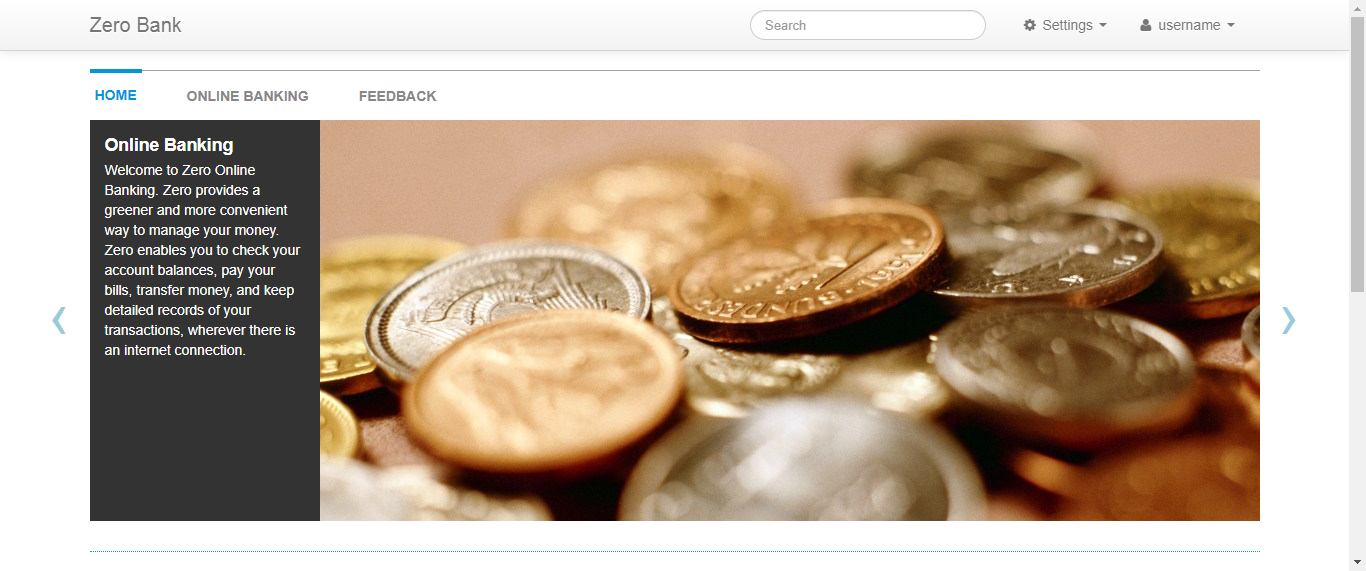 Zero Bank
Search
Settings
username
HOME
ONLINE BANKING
FEEDBACK
Online Banking
Welcome to Zero Online
Banking. Zero provides a
greener and more convenient
way to manage your money.
Zero enables you to check your
account balances, pay your
bills, transfer money, and keep
detailed records of your
transactions, wherever there is
an internet connection.